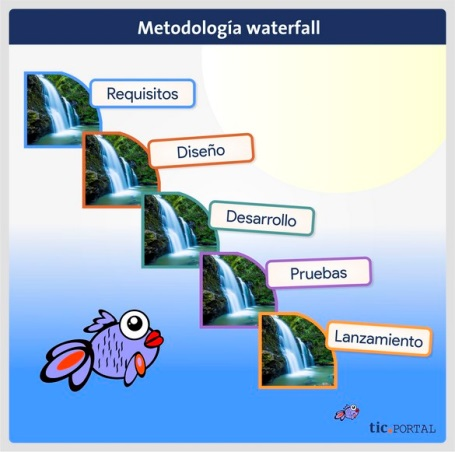 Metodología waterfall
Requisitos
Diseño
Desarrollo
Pruebas
Lanzamiento
tic.PORTAL